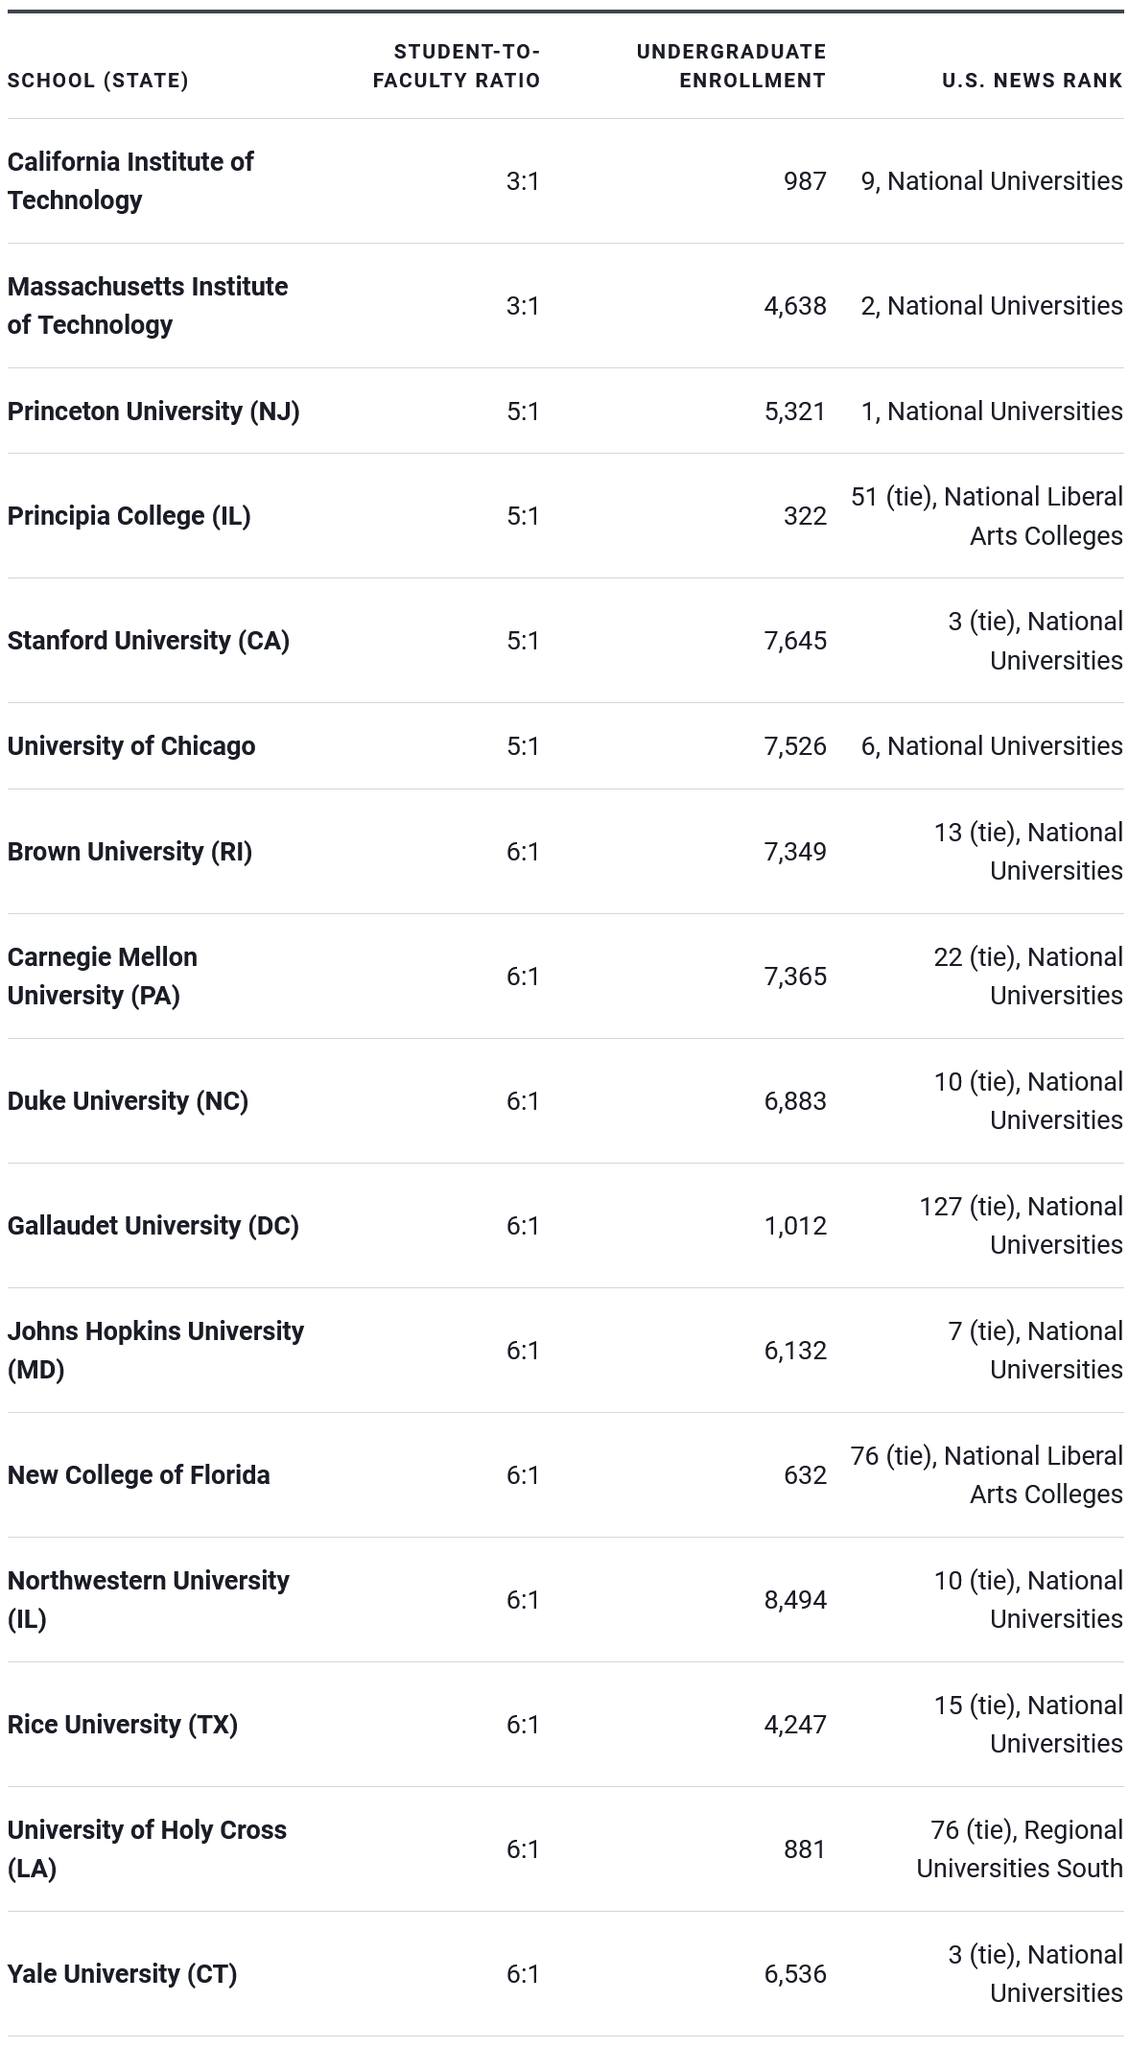 SCHOOL (STATE) STUDENT-TO-FACULTY RATIO UNDERGRADUATE ENROLLMENT U.S. NEWS RANK
California Institute of Technology 3:1 987 9, National Universities
Massachusetts Institute of Technology 3:1 4,638 2, National Universities
Princeton University (NJ) 5:1 5,321 1, National Universities
Principia College (IL) 5:1 322 51 (tie), National Liberal Arts Colleges
Stanford University (CA) 5:1 7,645 3 (tie), National Universities
University of Chicago 5:1 7,526 6, National Universities
Brown University (RI) 6:1 7,349 13 (tie), National Universities
Carnegie Mellon University (PA) 6:1 7,365 22 (tie), National Universities
Duke University (NC) 6:1 6,883 10 (tie), National Universities
Gallaudet University (DC) 6:1 1,012 127 (tie), National Universities
Johns Hopkins University (MD) 6:1 6,132 7 (tie), National Universities
New College of Florida 6:1 632 76 (tie), National Liberal Arts Colleges
Northwestern University (IL) 6:1 8,494 10 (tie), National Universities
Rice University (TX) 6:1 4,247 15 (tie), National Universities
University of Holy Cross (LA) 6:1 881 76 (tie), Regional Universities South
Yale University (CT) 6:1 6,536 3 (tie), National Universities